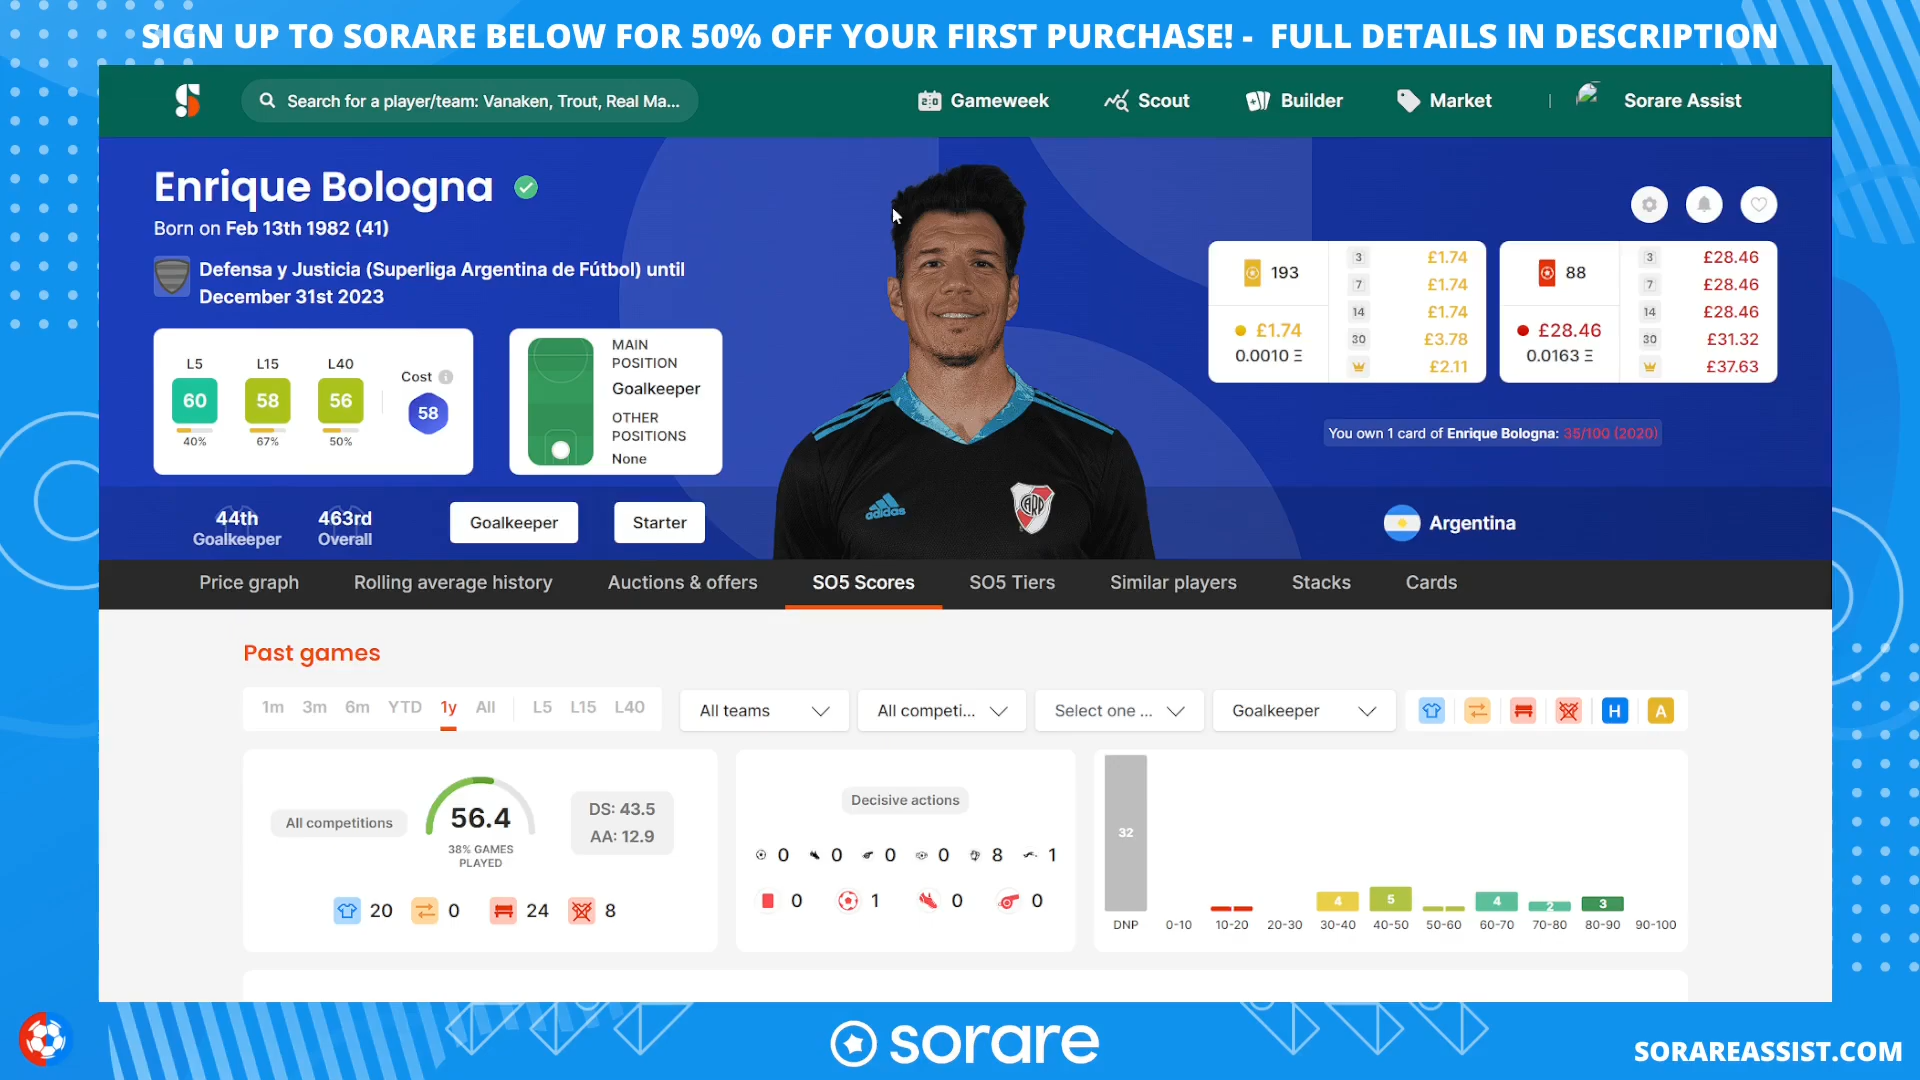 SIGN UP TO SORARE BELOW FOR 50% OFF YOUR FIRST PURCHASE! - FULL DETAILS IN DESCRIPTION
Search for a player/team: Vanaken, Trout, Real Ma...
Gameweek
Scout
Builder
Market
Sorare Assist
Enrique Bologna
Born on Feb 13th 1982 (41)
Defensa y Justicia (Superliga Argentina de Fútbol) until
December 31st 2023
L5 L15 L40 Cost
60 58 56 58
40% 67% 50%
MAIN
POSITION
Goalkeeper
OTHER
POSITIONS
None
193
£1.74
0.0010 Ξ
3 £1.74
7 £1.74
14 £1.74
30 £3.78
£2.11
88
£28.46
0.0163 Ξ
3 £28.46
7 £28.46
14 £28.46
30 £31.32
£37.63
You own 1 card of Enrique Bologna: 35/100 (2020)
adidas
CARP
44th
Goalkeeper
463rd
Overall
Goalkeeper
Starter
Argentina
Price graph
Rolling average history
Auctions & offers
SO5 Scores
SO5 Tiers
Similar players
Stacks
Cards
Past games
1m 3m 6m YTD 1y All L5 L15 L40
All teams
All competi...
Select one ...
Goalkeeper
H
A
All competitions
56.4
38% GAMES
PLAYED
DS: 43.5
AA: 12.9
20 0 24 8
Decisive actions
0 0 0 0 8 1
0 1 0 0
32 4 5 4 2 3
DNP 0-10 10-20 20-30 30-40 40-50 50-60 60-70 70-80 80-90 90-100
sorare
SORAREASSIST.COM